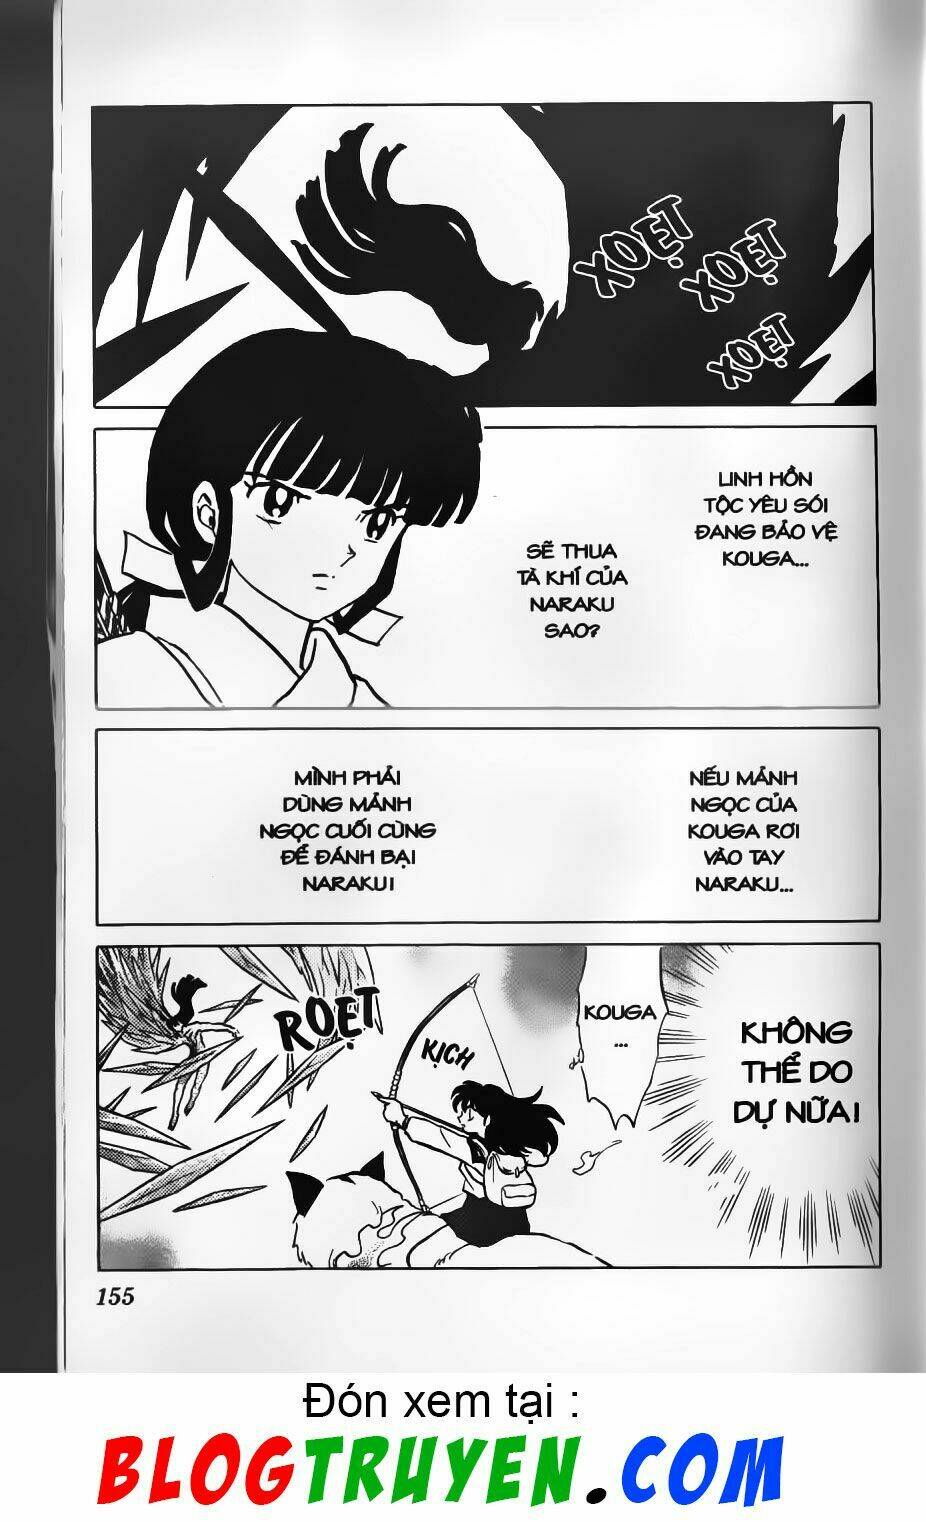 XOẸT
XOẸT
XOẸT
LINH HỒN
TỘC YÊU SÓI
ĐANG BẢO VỆ
KOUGA...
SẼ THUA
TÀ KHÍ CỦA
NARAKU
SAO?
NẾU MẢNH
NGỌC CỦA
KOUGA RƠI
VÀO TAY
NARAKU...
MÌNH PHẢI
DÙNG MẢNH
NGỌC CUỐI CÙNG
ĐỂ ĐÁNH BẠI
NARAKU!
KHÔNG
THỂ DO
DỰ NỮA!
KOUGA
...
KỊCH
ROẸT
155
Đón xem tại :
BLOGTRUYEN.COM